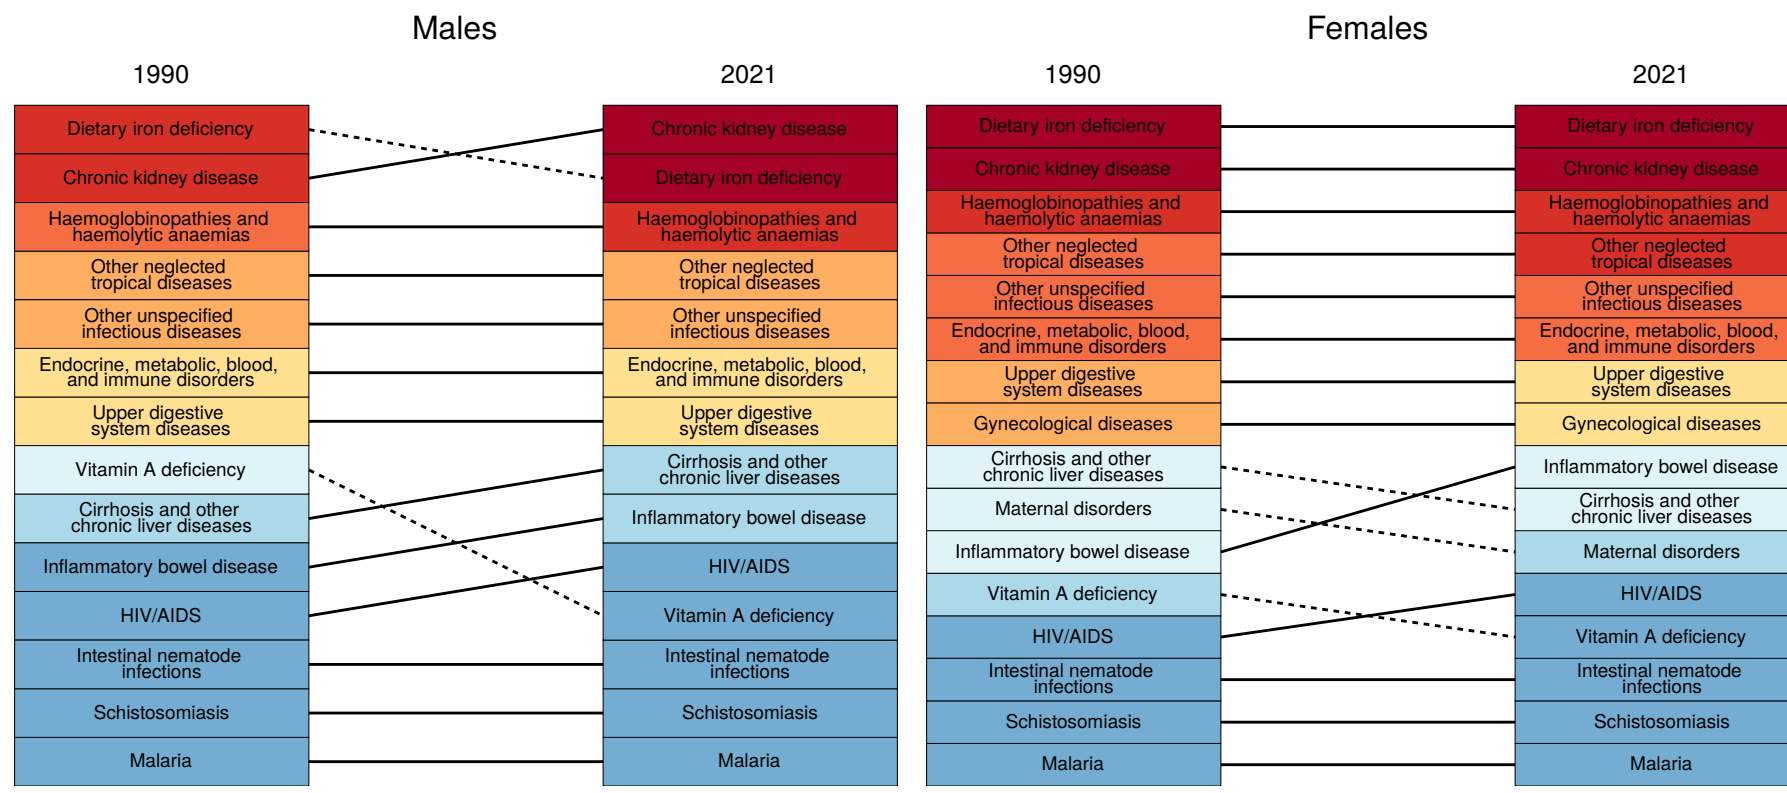 Males
1990
2021
Dietary iron deficiency
Chronic kidney disease
Haemoglobinopathies and
haemolytic anaemias
Other neglected
tropical diseases
Other unspecified
infectious diseases
Endocrine, metabolic, blood,
and immune disorders
Upper digestive
system diseases
Vitamin A deficiency
Cirrhosis and other
chronic liver diseases
Inflammatory bowel disease
HIV/AIDS
Intestinal nematode
infections
Schistosomiasis
Malaria
Chronic kidney disease
Dietary iron deficiency
Haemoglobinopathies and
haemolytic anaemias
Other neglected
tropical diseases
Other unspecified
infectious diseases
Endocrine, metabolic, blood,
and immune disorders
Upper digestive
system diseases
Cirrhosis and other
chronic liver diseases
Inflammatory bowel disease
HIV/AIDS
Vitamin A deficiency
Intestinal nematode
infections
Schistosomiasis
Malaria
Females
1990
2021
Dietary iron deficiency
Chronic kidney disease
Haemoglobinopathies and
haemolytic anaemias
Other neglected
tropical diseases
Other unspecified
infectious diseases
Endocrine, metabolic, blood,
and immune disorders
Upper digestive
system diseases
Gynecological diseases
Cirrhosis and other
chronic liver diseases
Maternal disorders
Inflammatory bowel disease
Vitamin A deficiency
HIV/AIDS
Intestinal nematode
infections
Schistosomiasis
Malaria
Dietary iron deficiency
Chronic kidney disease
Haemoglobinopathies and
haemolytic anaemias
Other neglected
tropical diseases
Other unspecified
infectious diseases
Endocrine, metabolic, blood,
and immune disorders
Upper digestive
system diseases
Gynecological diseases
Inflammatory bowel disease
Cirrhosis and other
chronic liver diseases
Maternal disorders
HIV/AIDS
Vitamin A deficiency
Intestinal nematode
infections
Schistosomiasis
Malaria